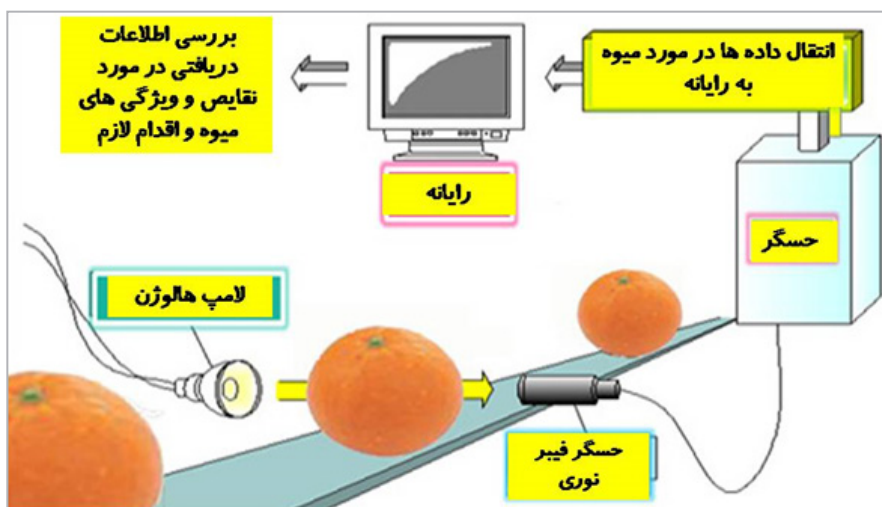 انتقال داده ها در مورد میوه
به رایانه
بررسی اطلاعات
دریافتی در مورد
نقایص و ویژگی های
میوه و اقدام لازم
رایانه
حسگر
لامپ هالوژن
حسگر فیبر
نوری